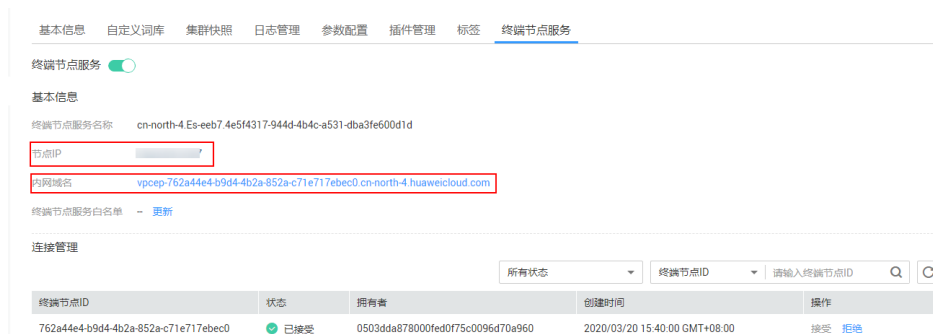 基本信息 自定义词库 集群快照 日志管理 参数配置 插件管理 标签 终端节点服务
终端节点服务
基本信息
终端节点服务名称 cn-north-4.Es-eeb7.4e5f4317-944d-4b4c-a531-dba3fe600d1d
节点IP
内网域名 vpcep-762a44e4-b9d4-4b2a-852a-c71e717ebec0.cn-north-4.huaweicloud.com
终端节点服务白名单 -- 更新
连接管理
所有状态 终端节点ID 请输入终端节点ID
终端节点ID 状态 拥有者 创建时间 操作
762a44e4-b9d4-4b2a-852a-c71e717ebec0 已接受 0503dda878000fed0f75c0096d70a960 2020/03/20 15:40:00 GMT+08:00 接受 拒绝